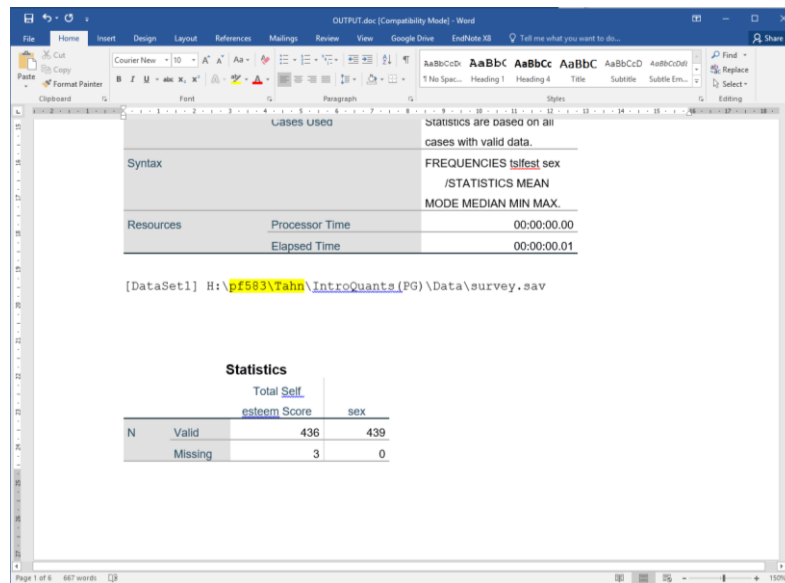 OUTPUT.doc [Compatibility Mode] - Word
File Home Insert Design Layout References Mailings Review View Google Drive EndNote X8 Tell me what you want to do... Share
Paste
Cut
Copy
Format Painter
Clipboard
Courier New 10
Font
Paragraph
AaBbCcDı AaBbC AaBbCc AaBbC AaBbCcD AaBbCcDdı
¶ No Spac... Heading 1 Heading 4 Title Subtitle Subtle Em...
Styles
Find
Replace
Select
Editing
Cases Used
Statistics are based on all
cases with valid data.
Syntax
FREQUENCIES tslfest sex
/STATISTICS MEAN
MODE MEDIAN MIN MAX.
Resources Processor Time 00:00:00.00
Elapsed Time 00:00:00.01
[DataSet1] H:\pf583\Tahn\IntroQuants(PG)\Data\survey.sav
Statistics
Total Self
esteem Score sex
N Valid 436 439
Missing 3 0
Page 1 of 6 667 words 150%